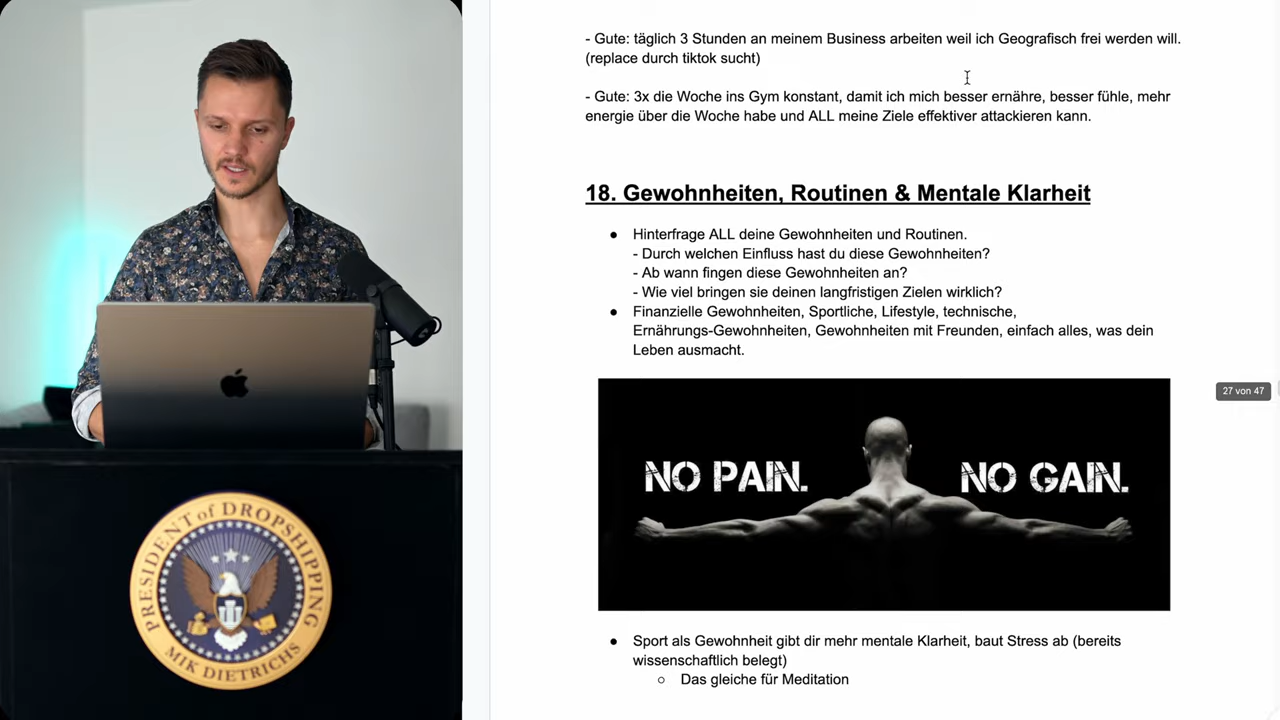 - Gute: täglich 3 Stunden an meinem Business arbeiten weil ich Geografisch frei werden will.
(replace durch tiktok sucht)
- Gute: 3x die Woche ins Gym konstant, damit ich mich besser ernähre, besser fühle, mehr
energie über die Woche habe und ALL meine Ziele effektiver attackieren kann.
18. Gewohnheiten, Routinen & Mentale Klarheit
● Hinterfrage ALL deine Gewohnheiten und Routinen.
- Durch welchen Einfluss hast du diese Gewohnheiten?
- Ab wann fingen diese Gewohnheiten an?
- Wie viel bringen sie deinen langfristigen Zielen wirklich?
● Finanzielle Gewohnheiten, Sportliche, Lifestyle, technische,
Ernährungs-Gewohnheiten, Gewohnheiten mit Freunden, einfach alles, was dein
Leben ausmacht.
27 von 47
NO PAIN. NO GAIN.
● Sport als Gewohnheit gibt dir mehr mentale Klarheit, baut Stress ab (bereits
wissenschaftlich belegt)
○ Das gleiche für Meditation
PRESIDENT of DROPSHIPPING
MIK DIETRICHS